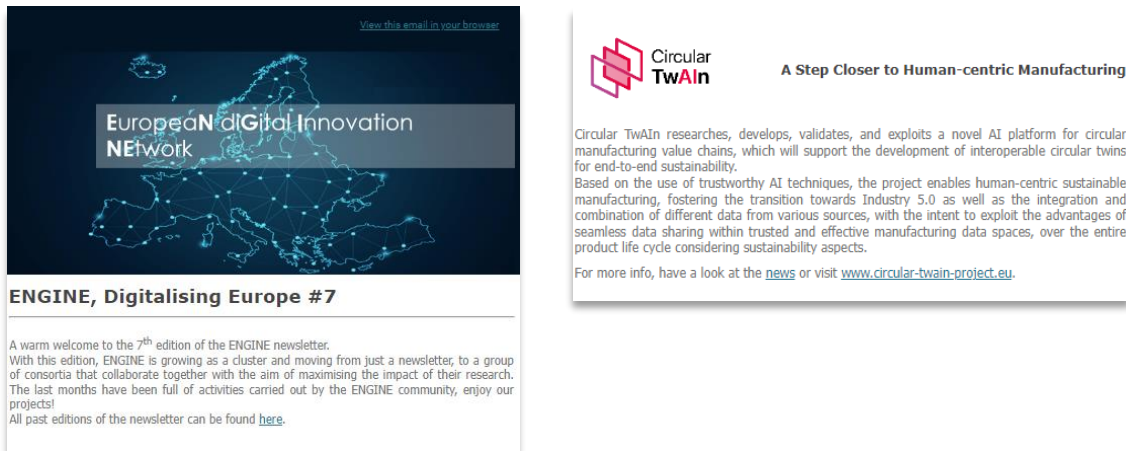 View this email in your browser
EuropeaN diGital Innovation
NEtwork
ENGINE, Digitalising Europe #7
A warm welcome to the 7th edition of the ENGINE newsletter.
With this edition, ENGINE is growing as a cluster and moving from just a newsletter, to a group
of consortia that collaborate together with the aim of maximising the impact of their research.
The last months have been full of activities carried out by the ENGINE community, enjoy our
projects!
All past editions of the newsletter can be found here.
Circular
TwAIn
A Step Closer to Human-centric Manufacturing
Circular TwAIn researches, develops, validates, and exploits a novel AI platform for circular
manufacturing value chains, which will support the development of interoperable circular twins
for end-to-end sustainability.
Based on the use of trustworthy AI techniques, the project enables human-centric sustainable
manufacturing, fostering the transition towards Industry 5.0 as well as the integration and
combination of different data from various sources, with the intent to exploit the advantages of
seamless data sharing within trusted and effective manufacturing data spaces, over the entire
product life cycle considering sustainability aspects.
For more info, have a look at the news or visit www.circular-twain-project.eu.